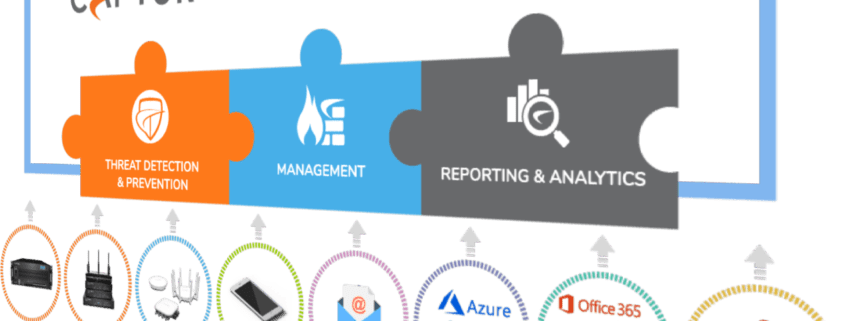 THREAT DETECTION
& PREVENTION
MANAGEMENT
REPORTING & ANALYTICS
@
Azure
Office 365